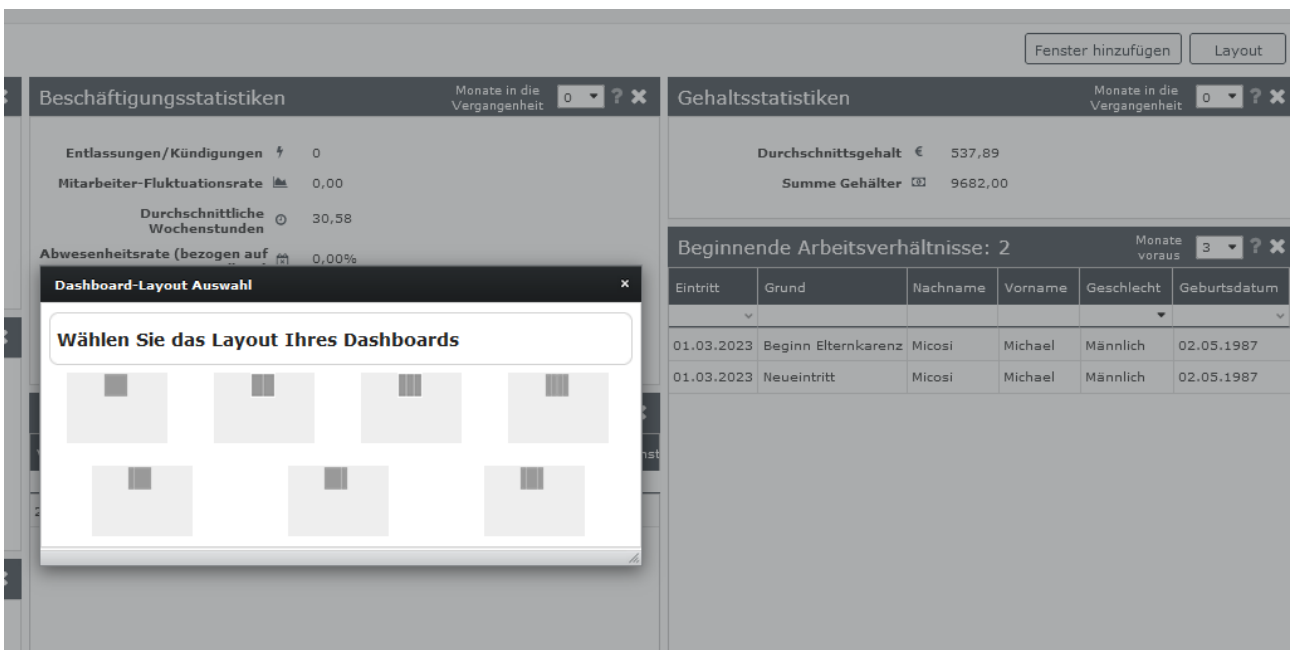 Fenster hinzufügen
Layout
Beschäftigungsstatistiken
Monate in die
Vergangenheit
0
?
Gehaltsstatistiken
Monate in die
Vergangenheit
0
?
Entlassungen/Kündigungen 0
Mitarbeiter-Fluktuationsrate 0,00
Durchschnittliche
Wochenstunden
30,58
Abwesenheitsrate (bezogen auf
0,00%
Durchschnittsgehalt € 537,89
Summe Gehälter 9682,00
Beginnende Arbeitsverhältnisse: 2
Monate
voraus
3
?
Eintritt Grund Nachname Vorname Geschlecht Geburtsdatum
01.03.2023 Beginn Elternkarenz Micosi Michael Männlich 02.05.1987
01.03.2023 Neueintritt Micosi Michael Männlich 02.05.1987
Dashboard-Layout Auswahl
Wählen Sie das Layout Ihres Dashboards